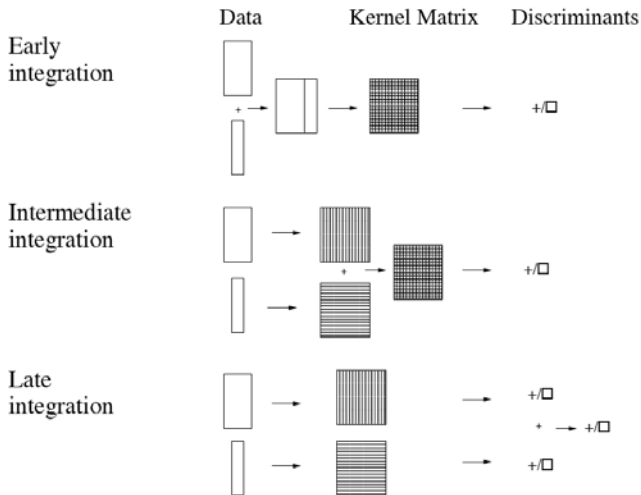 Data Kernel Matrix Discriminants
Early
integration
+
+/□
Intermediate
integration
+
+/□
Late
integration
+/□
+ +/□
+/□